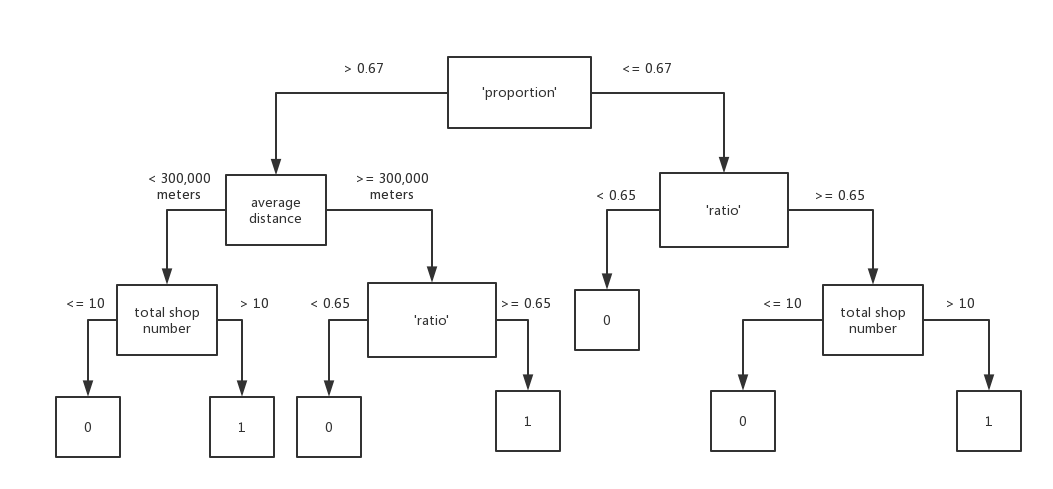 > 0.67
<= 0.67
'proportion'
< 300,000
meters
>= 300,000
meters
average
distance
< 0.65
>= 0.65
'ratio'
<= 10
> 10
total shop
number
< 0.65
>= 0.65
'ratio'
0
<= 10
> 10
total shop
number
0
1
0
1
0
1